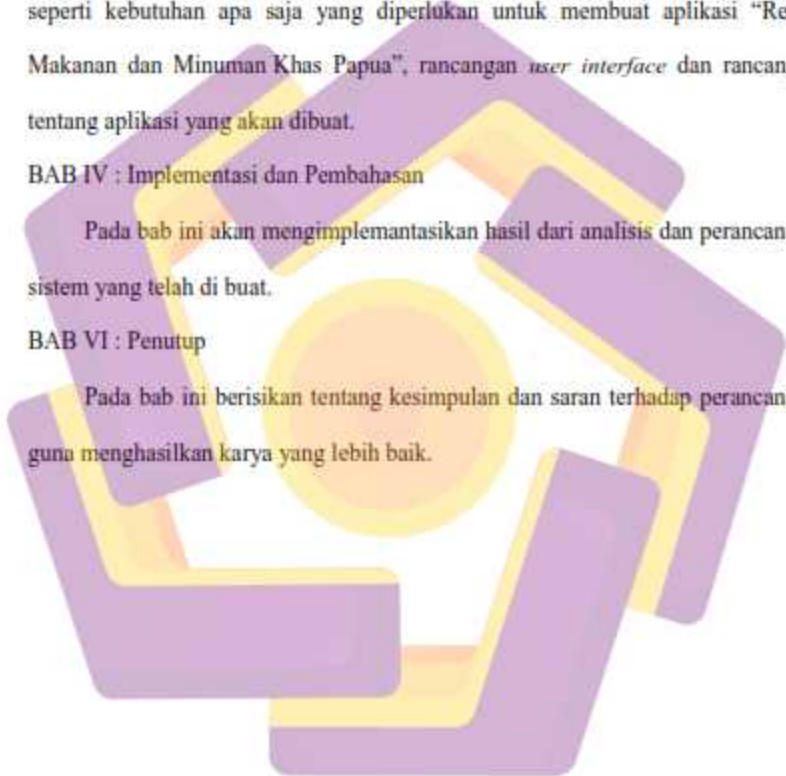 seperti kebutuhan apa saja yang diperlukan untuk membuat aplikasi “Re
Makanan dan Minuman Khas Papua”, rancangan user interface dan rancan
tentang aplikasi yang akan dibuat.
BAB IV : Implementasi dan Pembahasan
Pada bab ini akan mengimplemantasikan hasil dari analisis dan perancan
sistem yang telah di buat.
BAB VI : Penutup
Pada bab ini berisikan tentang kesimpulan dan saran terhadap perancan
guna menghasilkan karya yang lebih baik.